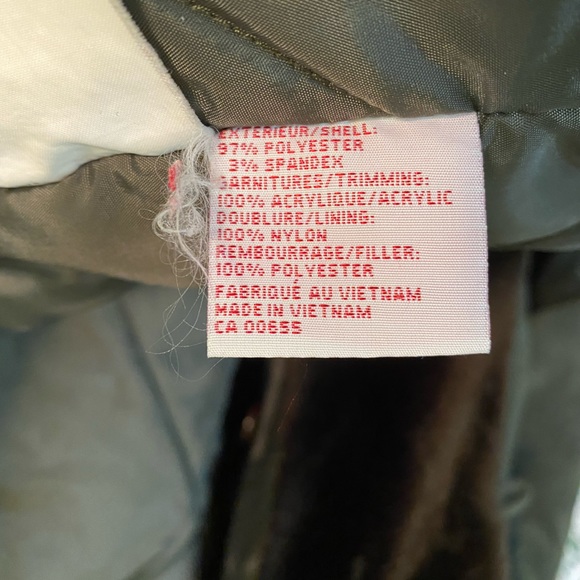 EXTERIEUR/SHELL:
97% POLYESTER
3% SPANDEX
GARNITURES/TRIMMING:
100% ACRYLIQUE/ACRYLIC
DOUBLURE/LINING:
100% NYLON
REMBOURRAGE/FILLER:
100% POLYESTER
FABRIQUÉ AU VIETNAM
MADE IN VIETNAM
CA 00655